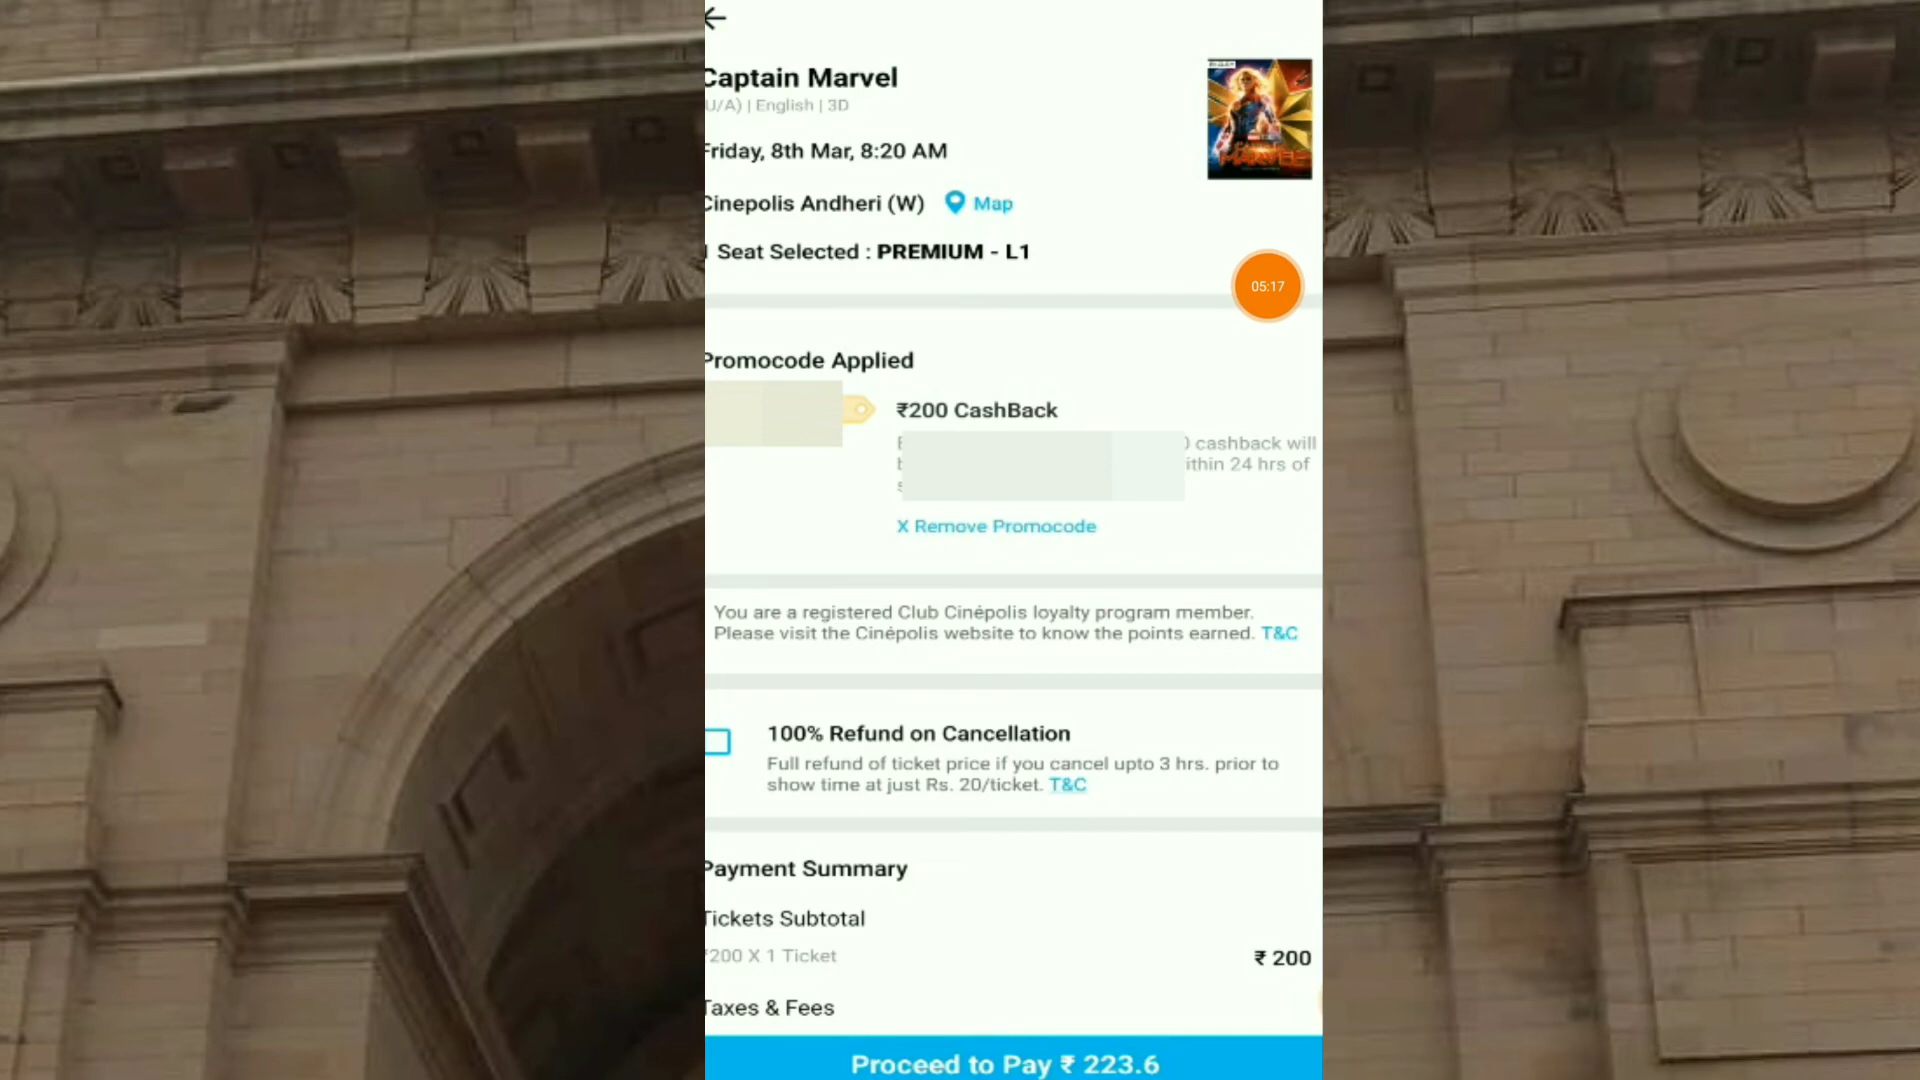 Captain Marvel
U/A) | English | 3D
Friday, 8th Mar, 8:20 AM
Cinepolis Andheri (W) Map
1 Seat Selected : PREMIUM - L1
05:17
Promocode Applied
₹200 CashBack
cashback will
ithin 24 hrs of
X Remove Promocode
You are a registered Club Cinépolis loyalty program member.
Please visit the Cinépolis website to know the points earned. T&C
100% Refund on Cancellation
Full refund of ticket price if you cancel upto 3 hrs. prior to
show time at just Rs. 20/ticket. T&C
Payment Summary
Tickets Subtotal
₹200 X 1 Ticket
₹ 200
Taxes & Fees
Proceed to Pay ₹ 223.6